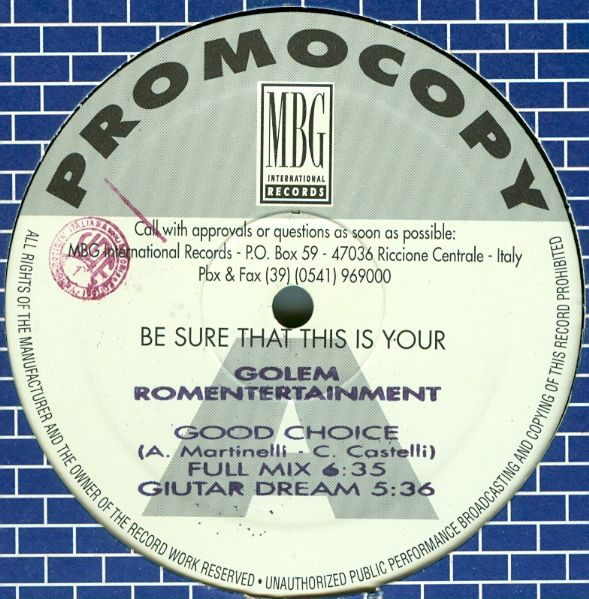 PROMOCOPY
MBG
INTERNATIONAL
RECORDS
Call with approvals or questions as soon as possible:
MBG International Records - P.O. Box 59 - 47036 Riccione Centrale - Italy
Pbx & Fax (39) (0541) 969000
BE SURE THAT THIS IS YOUR
GOLEM
ROMENTERTAINMENT
GOOD CHOICE
(A. Martinelli - C. Castelli)
FULL MIX 6:35
GIUTAR DREAM 5:36
A
ALL RIGHTS OF THE MANUFACTURER AND THE OWNER OF THE RECORD WORK RESERVED • UNAUTHORIZED PUBLIC PERFORMANCE BROADCASTING AND COPYING OF THIS RECORD PROHIBITED